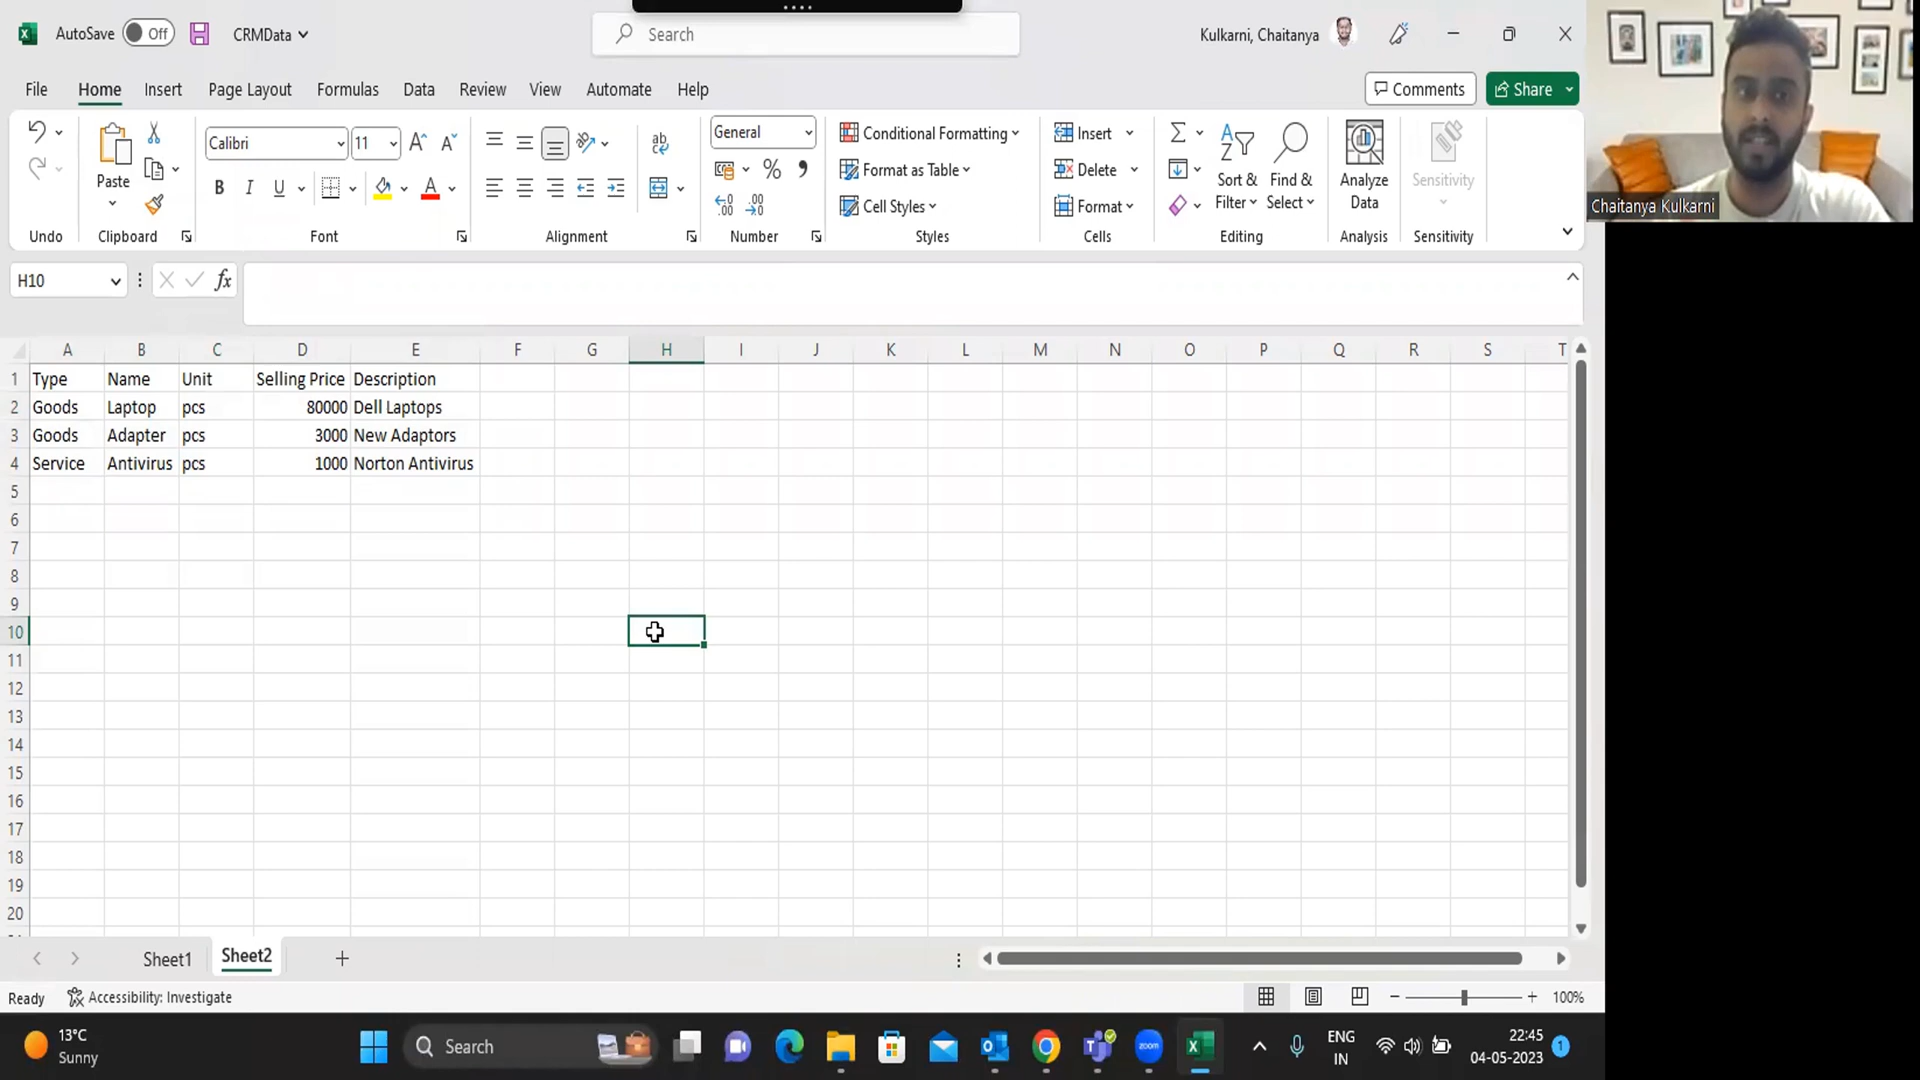 AutoSave Off CRMData Search Kulkarni, Chaitanya
File Home Insert Page Layout Formulas Data Review View Automate Help Comments Share
Calibri 11 General Conditional Formatting Insert
Paste B I U A % Format as Table Delete Sort & Filter Find & Select Analyze Data Sensitivity
Cell Styles Format
Undo Clipboard Font Alignment Number Styles Cells Editing Analysis Sensitivity
Chaitanya Kulkarni
H10 fx
A B C D E F G H I J K L M N O P Q R S T
1 Type Name Unit Selling Price Description
2 Goods Laptop pcs 80000 Dell Laptops
3 Goods Adapter pcs 3000 New Adaptors
4 Service Antivirus pcs 1000 Norton Antivirus
5
6
7
8
9
10
11
12
13
14
15
16
17
18
19
20
Sheet1 Sheet2
Ready Accessibility: Investigate 100%
13°C Search ENG 22:45
Sunny zoom IN 04-05-2023 1